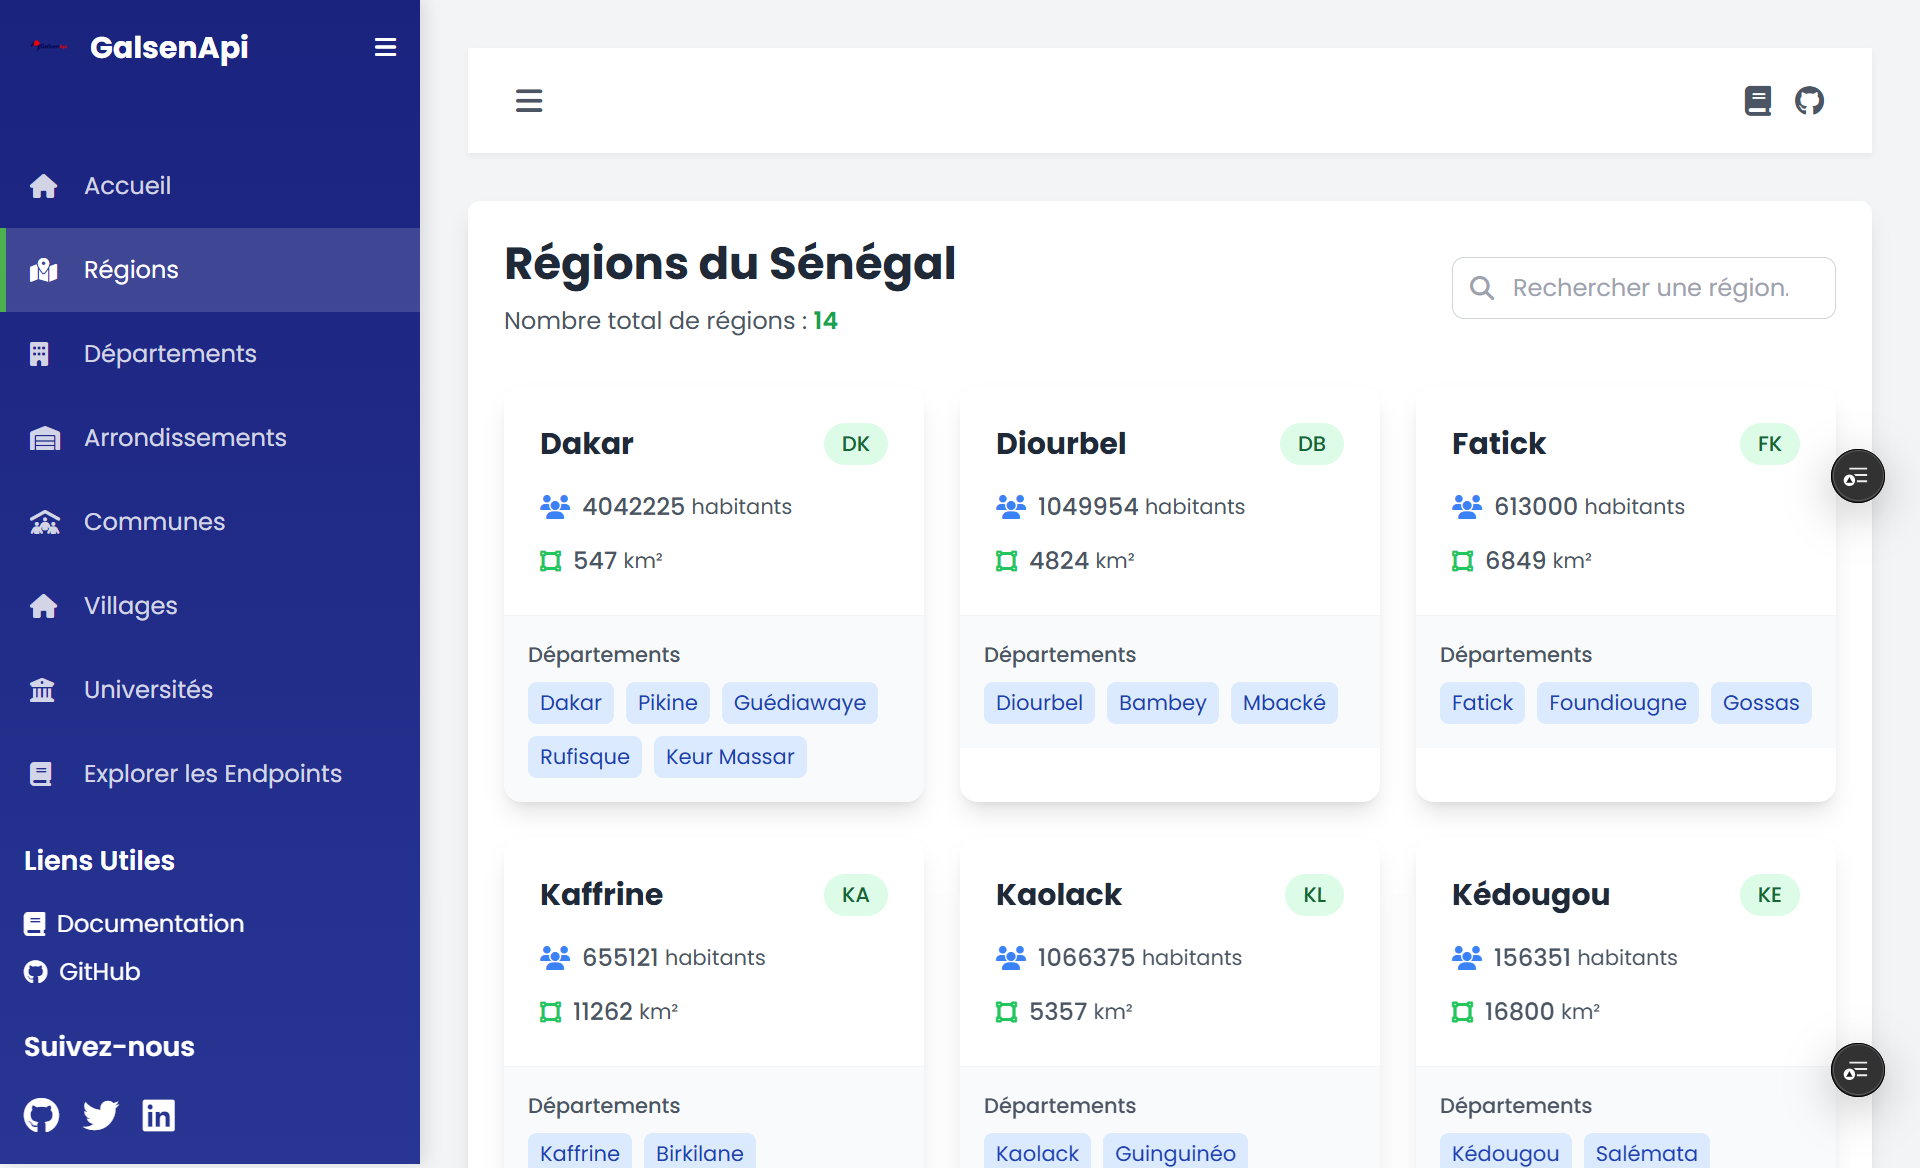 GalsenApi
Accueil
Régions
Départements
Arrondissements
Communes
Villages
Universités
Explorer les Endpoints
Liens Utiles
Documentation
GitHub
Suivez-nous
Régions du Sénégal
Nombre total de régions : 14
Rechercher une région.
Dakar DK
4042225 habitants
547 km²
Départements
Dakar Pikine Guédiawaye
Rufisque Keur Massar
Diourbel DB
1049954 habitants
4824 km²
Départements
Diourbel Bambey Mbacké
Fatick FK
613000 habitants
6849 km²
Départements
Fatick Foundiougne Gossas
Kaffrine KA
655121 habitants
11262 km²
Départements
Kaffrine Birkilane
Kaolack KL
1066375 habitants
5357 km²
Départements
Kaolack Guinguinéo
Kédougou KE
156351 habitants
16800 km²
Départements
Kédougou Salémata